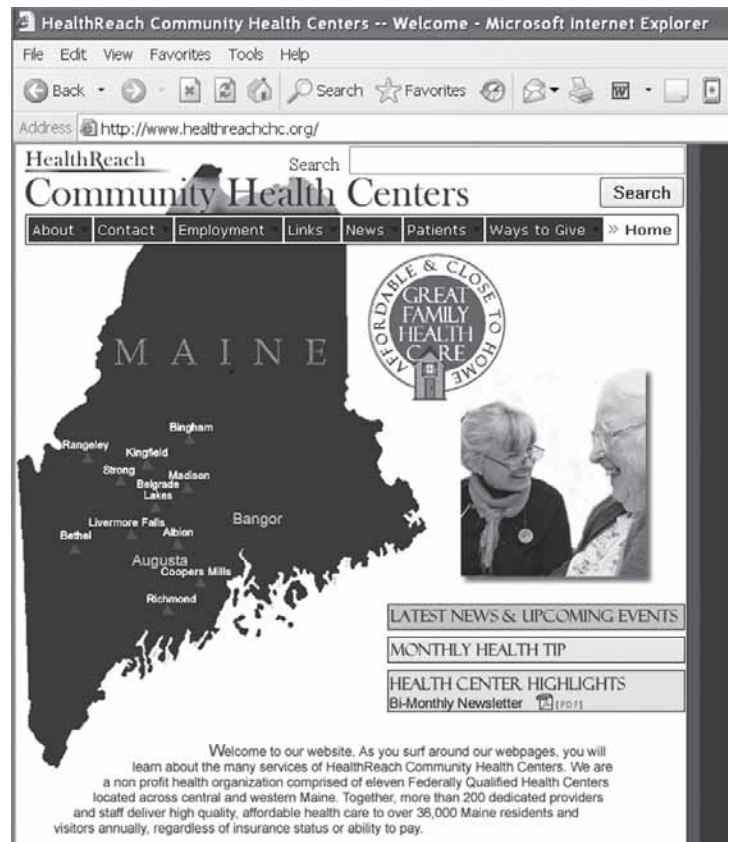 HealthReach Community Health Centers -- Welcome - Microsoft Internet Explorer
File Edit View Favorites Tools Help
Back Search Favorites
Address http://www.healthreachchc.org/
HealthReach Search
Community Health Centers Search
About Contact Employment Links News Patients Ways to Give » Home
AFFORDABLE & CLOSE TO HOME
GREAT
FAMILY
HEALTH
CARE
MAINE
Bingham
Rangeley
Kingfield
Strong
Madison
Belgrade
Lakes
Livermore Falls
Bangor
Bethel
Albion
Augusta
Coopers Mills
Richmond
LATEST NEWS & UPCOMING EVENTS
MONTHLY HEALTH TIP
HEALTH CENTER HIGHLIGHTS
Bi-Monthly Newsletter [PDF]
Welcome to our website. As you surf around our webpages, you will
learn about the many services of HealthReach Community Health Centers. We are
a non profit health organization comprised of eleven Federally Qualified Health Centers
located across central and western Maine. Together, more than 200 dedicated providers
and staff deliver high quality, affordable health care to over 36,000 Maine residents and
visitors annually, regardless of insurance status or ability to pay.